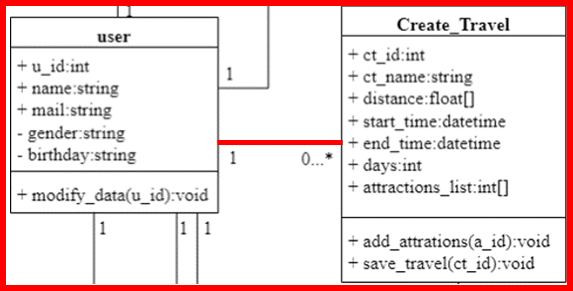 1
user
+ u_id:int
+ name:string
+ mail:string
- gender:string
- birthday:string
+ modify_data(u_id):void
1
1
0...*
1
1
1
Create_Travel
+ ct_id:int
+ ct_name:string
+ distance:float[]
+ start_time:datetime
+ end_time:datetime
+ days:int
+ attractions_list:int[]
+ add_attrations(a_id):void
+ save_travel(ct_id):void